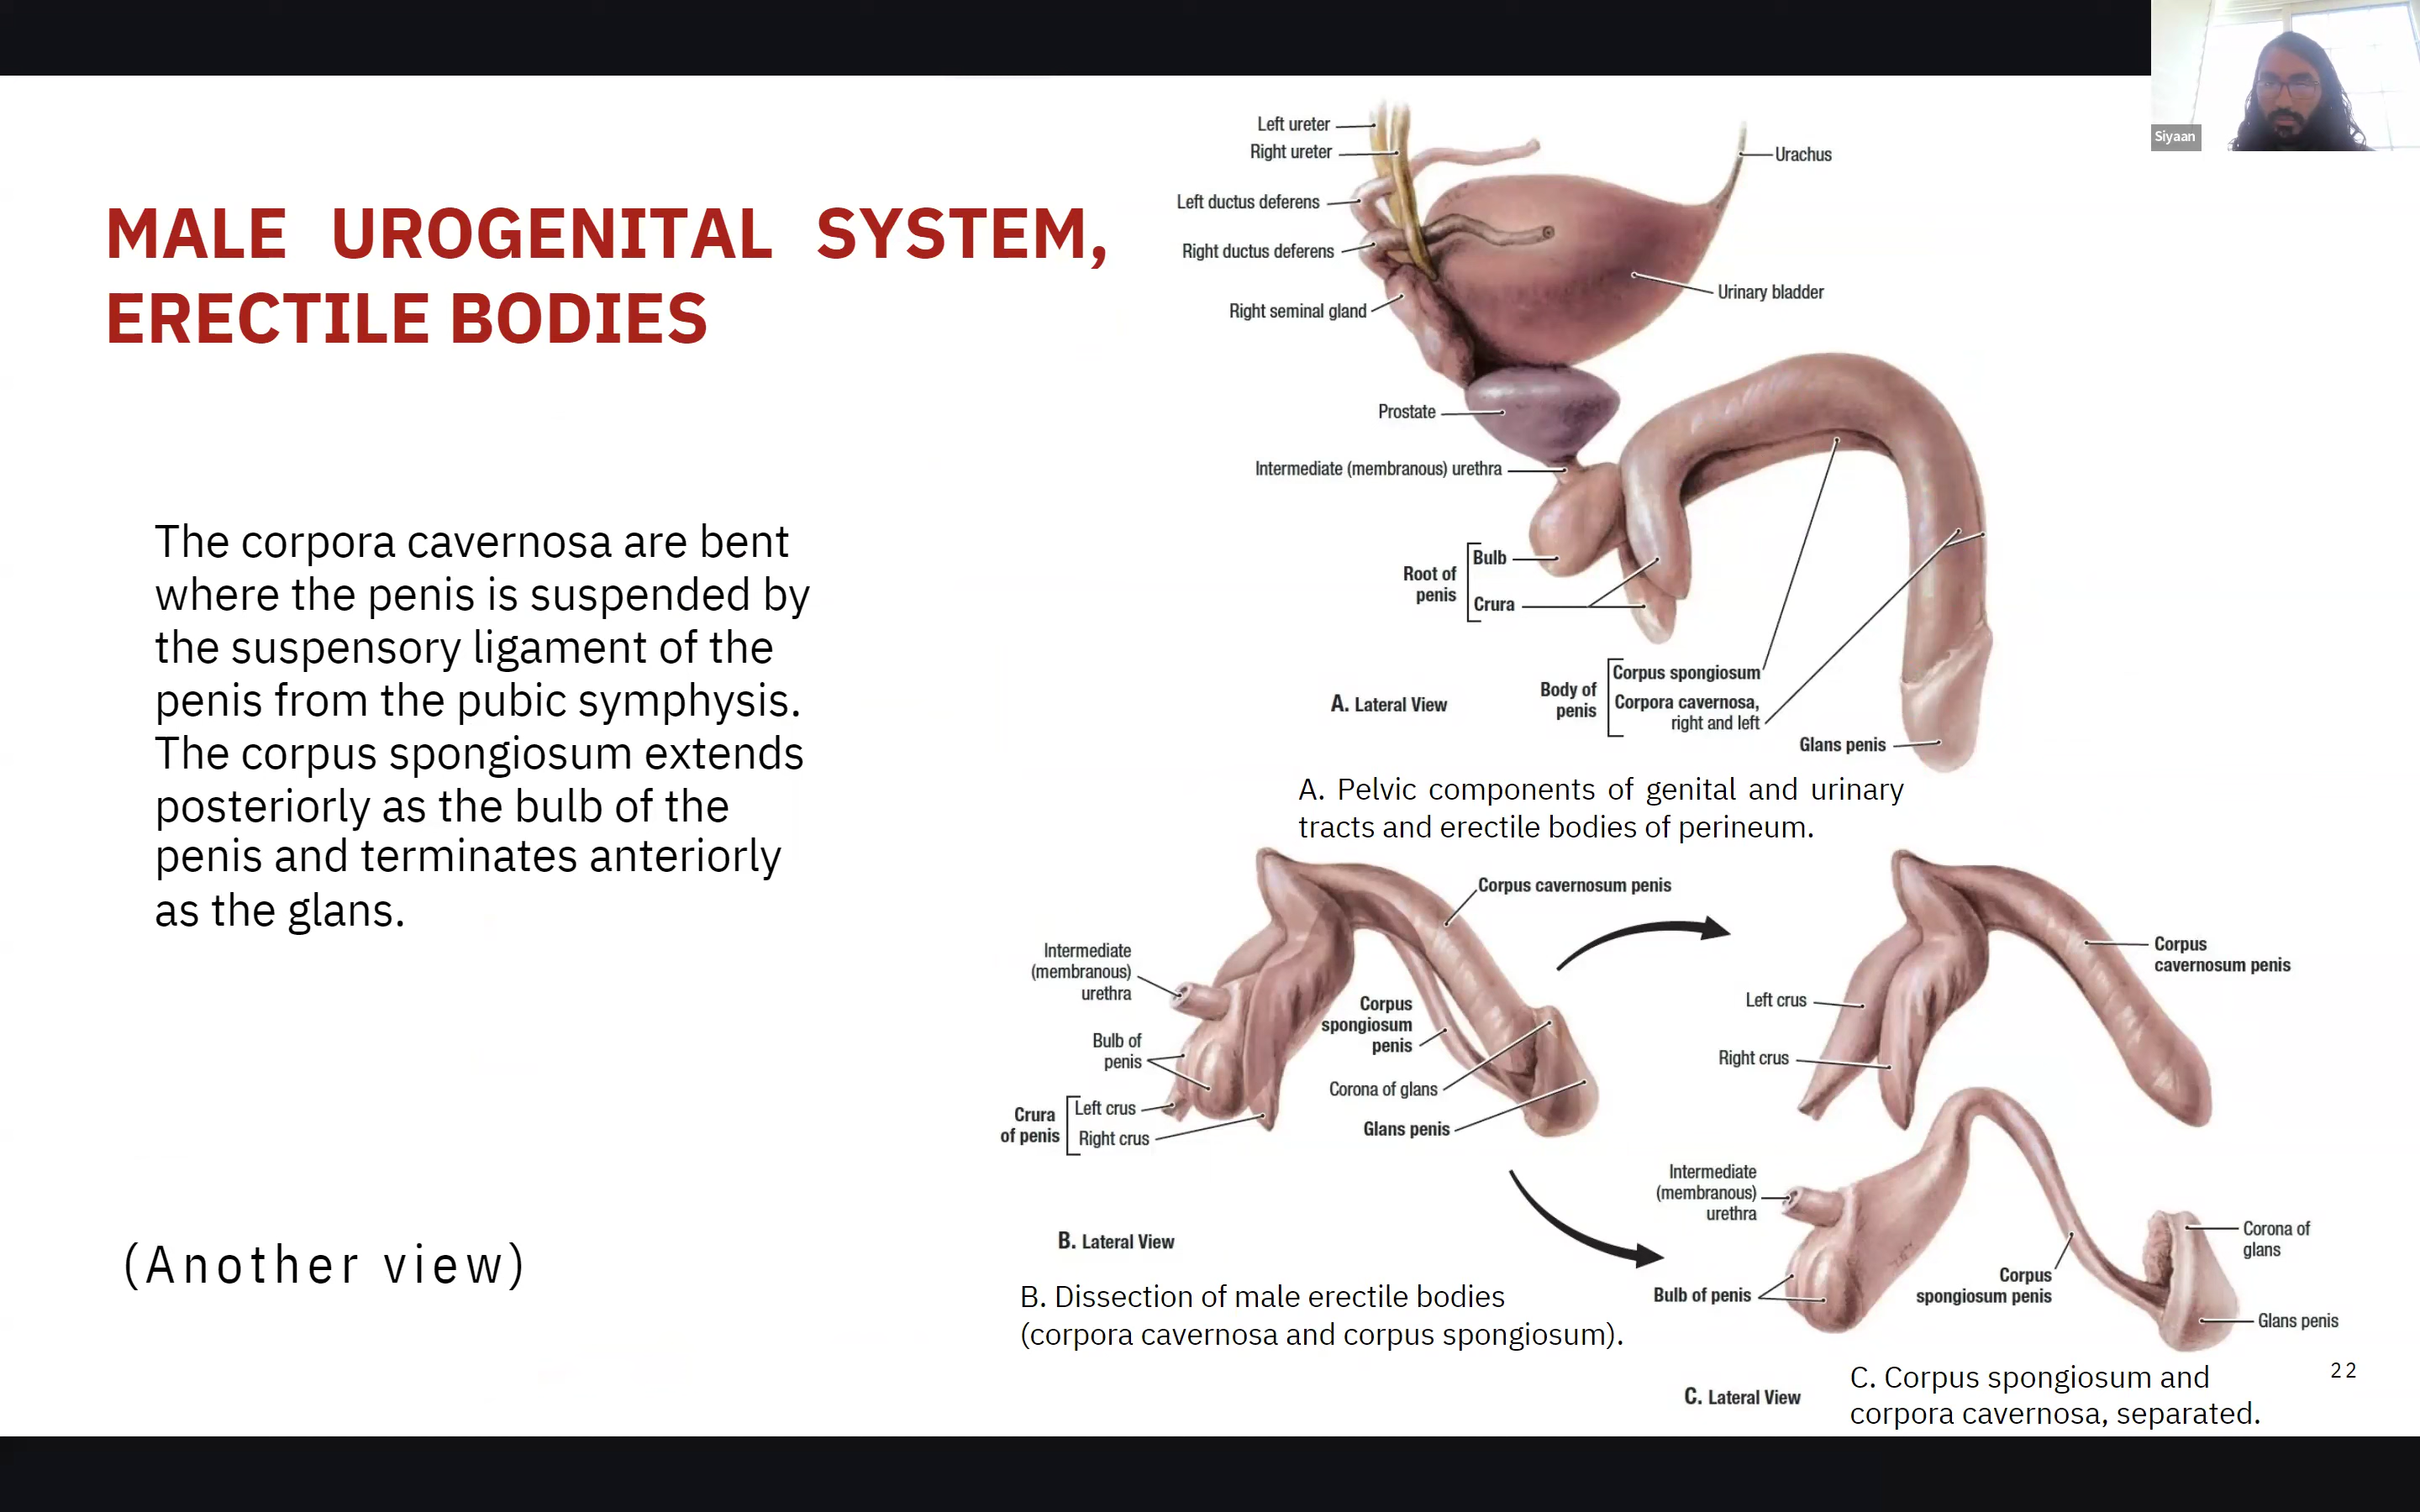 Siyaan
MALE UROGENITAL SYSTEM,
ERECTILE BODIES
The corpora cavernosa are bent
where the penis is suspended by
the suspensory ligament of the
penis from the pubic symphysis.
The corpus spongiosum extends
posteriorly as the bulb of the
penis and terminates anteriorly
as the glans.
(Another view)
Left ureter
Right ureter
Left ductus deferens
Right ductus deferens
Right seminal gland
Prostate
Intermediate (membranous) urethra
Urachus
Urinary bladder
Root of
penis
Bulb
Crura
Body of
penis
Corpus spongiosum
Corpora cavernosa,
right and left
Glans penis
A. Lateral View
A. Pelvic components of genital and urinary
tracts and erectile bodies of perineum.
Corpus cavernosum penis
Intermediate
(membranous)
urethra
Bulb of
penis
Crura
of penis
Left crus
Right crus
Corpus
spongiosum
penis
Corona of glans
Glans penis
B. Lateral View
B. Dissection of male erectile bodies
(corpora cavernosa and corpus spongiosum).
Corpus
cavernosum penis
Left crus
Right crus
Intermediate
(membranous)
urethra
Bulb of penis
Corpus
spongiosum penis
Corona of
glans
Glans penis
C. Lateral View
C. Corpus spongiosum and
corpora cavernosa, separated.
22